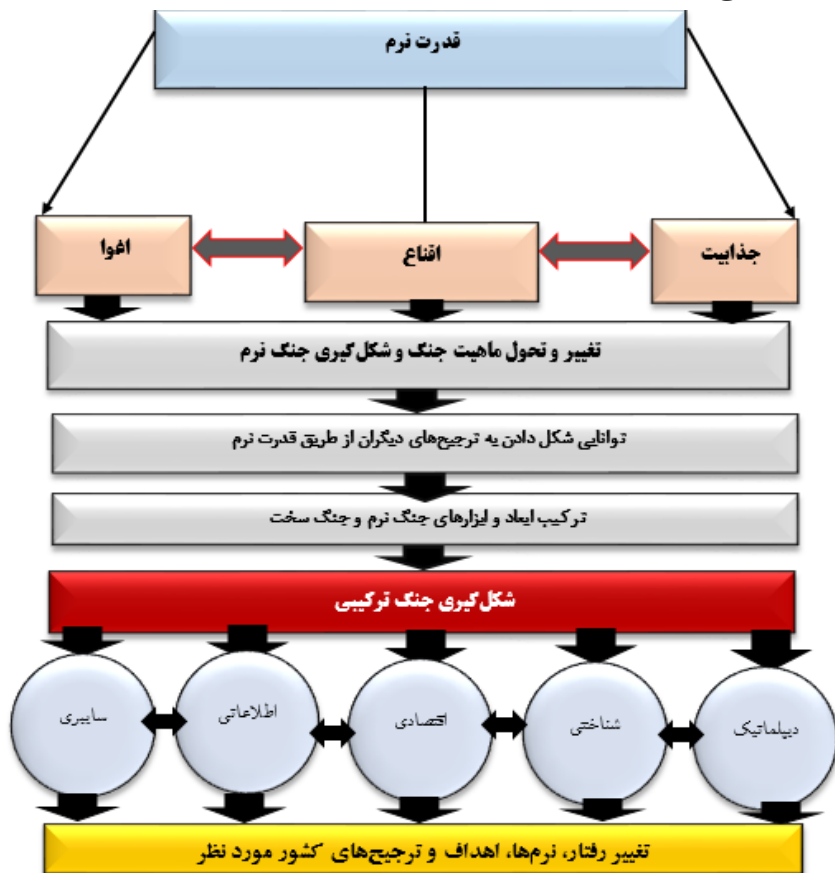 قدرت نرم
جذابیت
اقناع
اغوا
تغییر و تحول ماهیت جنگ و شکل‌گیری جنگ نرم
توانایی شکل دادن به ترجیح‌های دیگران از طریق قدرت نرم
ترکیب ابعاد و ابزارهای جنگ نرم و جنگ سخت
شکل‌گیری جنگ ترکیبی
دیپلماتیک
شناختی
اقتصادی
اطلاعاتی
سایبری
تغییر رفتار، نرم‌ها، اهداف و ترجیح‌های کشور مورد نظر